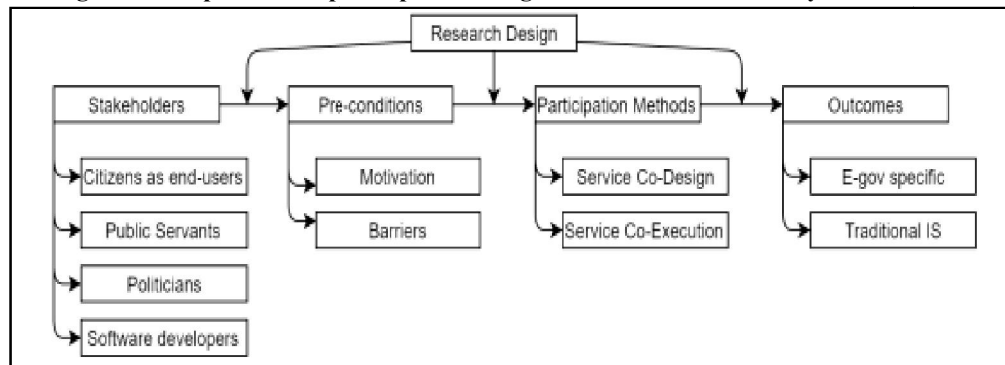 Research Design
Stakeholders
Pre-conditions
Participation Methods
Outcomes
Citizens as end-users
Motivation
Service Co-Design
E-gov specific
Public Servants
Barriers
Service Co-Execution
Traditional IS
Politicians
Software developers